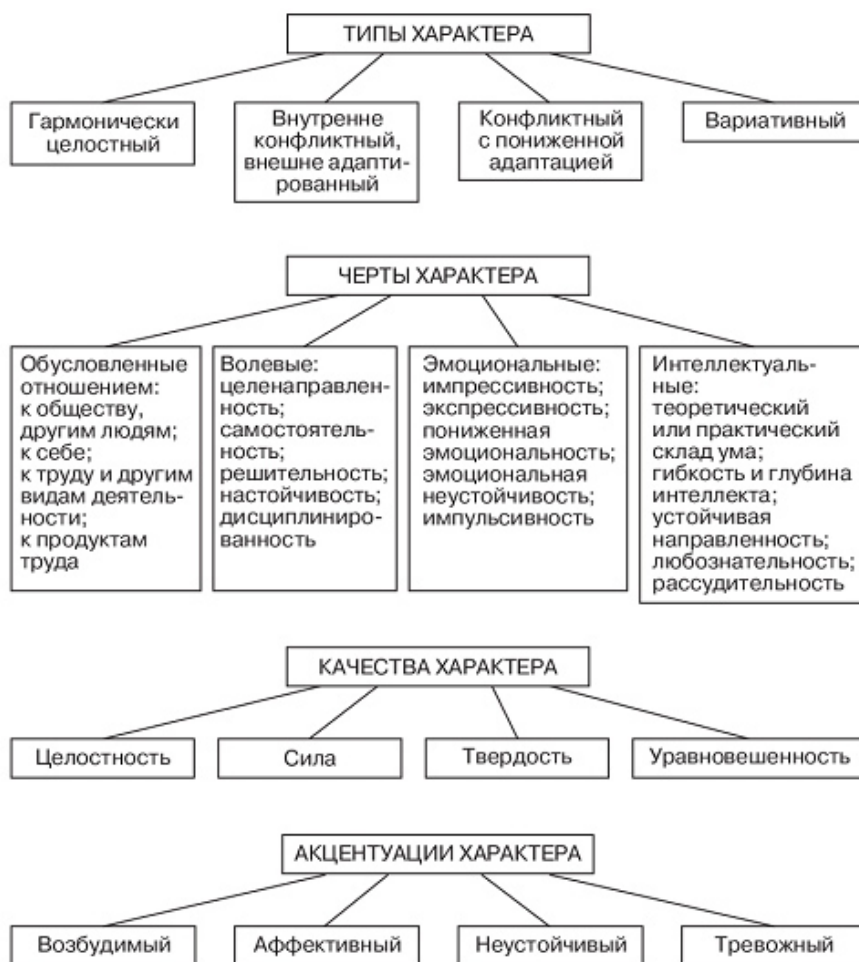 ТИПЫ ХАРАКТЕРА
Гармонически
целостный
Внутренне
конфликтный,
внешне адапти-
рованный
Конфликтный
с пониженной
адаптацией
Вариативный
ЧЕРТЫ ХАРАКТЕРА
Обусловленные
отношением:
к обществу,
другим людям;
к себе;
к труду и другим
видам деятель-
ности;
к продуктам
труда
Волевые:
целенаправлен-
ность;
самостоятель-
ность;
решительность;
настойчивость;
дисциплиниро-
ванность
Эмоциональные:
импрессивность;
экспрессивность;
пониженная
эмоциональность;
эмоциональная
неустойчивость;
импульсивность
Интеллектуаль-
ные:
теоретический
или практический
склад ума;
гибкость и глубина
интеллекта;
устойчивая
направленность;
любознательность;
рассудительность
КАЧЕСТВА ХАРАКТЕРА
Целостность
Сила
Твердость
Уравновешенность
АКЦЕНТУАЦИИ ХАРАКТЕРА
Возбудимый
Аффективный
Неустойчивый
Тревожный